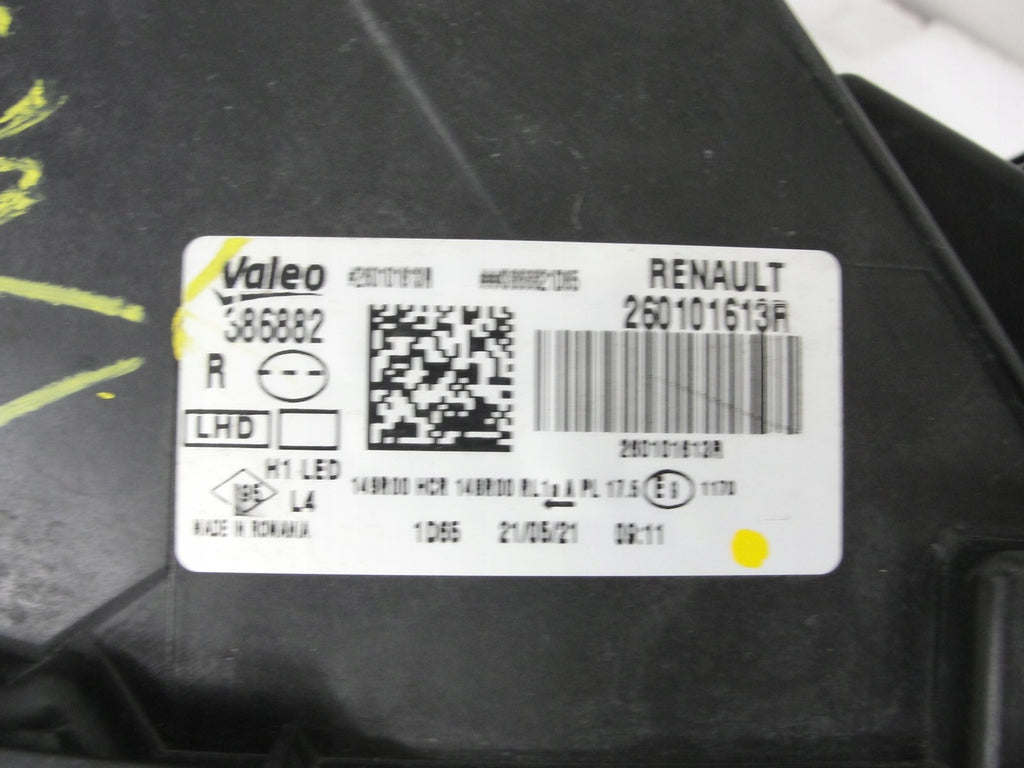 Valeo RENAULT
386882 260101613R
R
LHD
260101613R
H1 LED
L4
149R00 HCR 149R00 RL 1a A PL 17.5 E9 1170
MADE IN ROMANIA 1D65 21/05/21 09:11